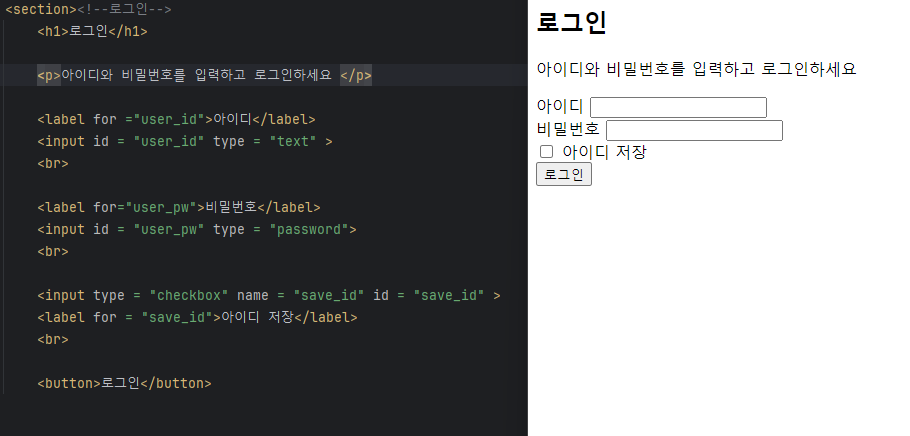 <section><!--로그인-->
<h1>로그인</h1>
<p>아이디와 비밀번호를 입력하고 로그인하세요 </p>
<label for ="user_id">아이디</label>
<input id = "user_id" type = "text" >
<br>
<label for="user_pw">비밀번호</label>
<input id = "user_pw" type = "password">
<br>
<input type = "checkbox" name = "save_id" id = "save_id" >
<label for = "save_id">아이디 저장</label>
<br>
<button>로그인</button>
로그인
아이디와 비밀번호를 입력하고 로그인하세요
아이디
비밀번호
아이디 저장
로그인